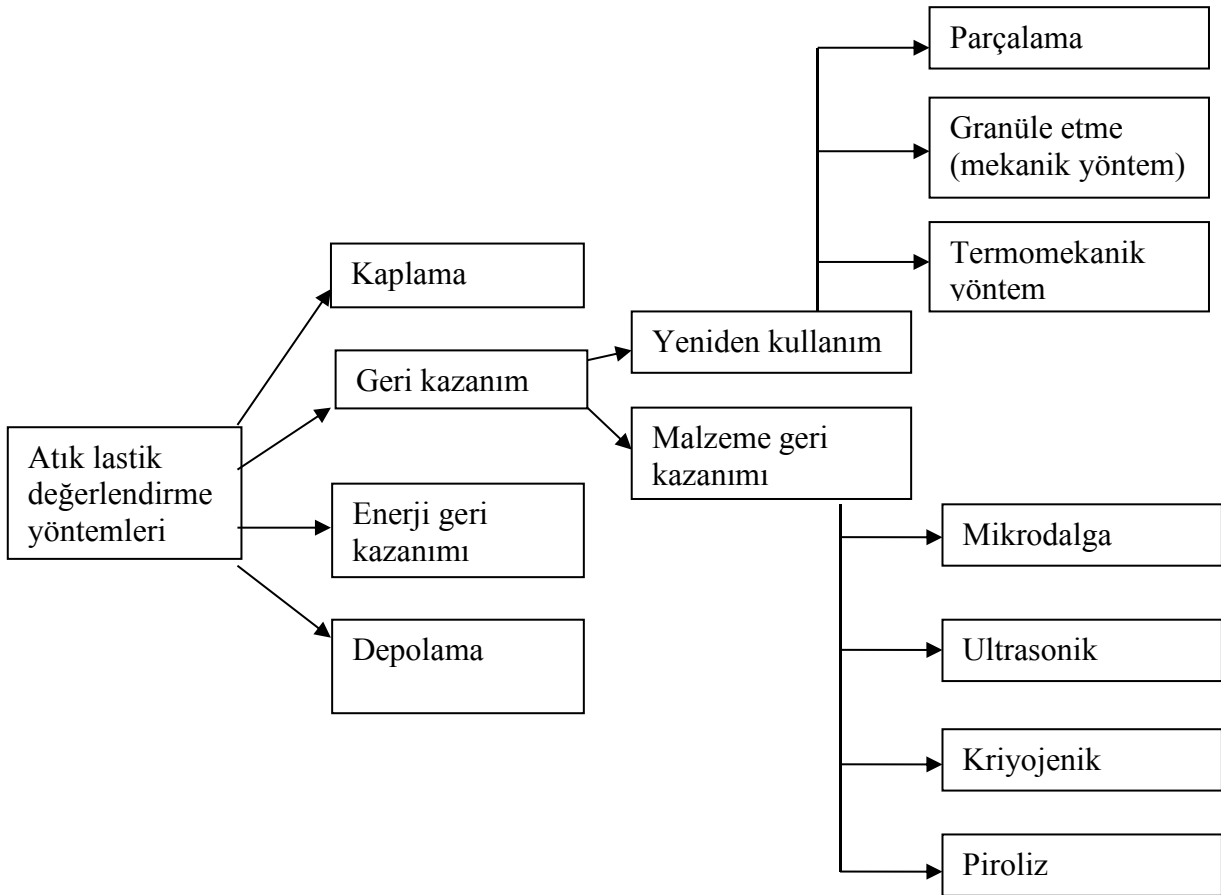 Parçalama
Granüle etme
(mekanik yöntem)
Termomekanik
yöntem
Kaplama
Yeniden kullanım
Geri kazanım
Malzeme geri
kazanımı
Atık lastik
değerlendirme
yöntemleri
Enerji geri
kazanımı
Depolama
Mikrodalga
Ultrasonik
Kriyojenik
Piroliz